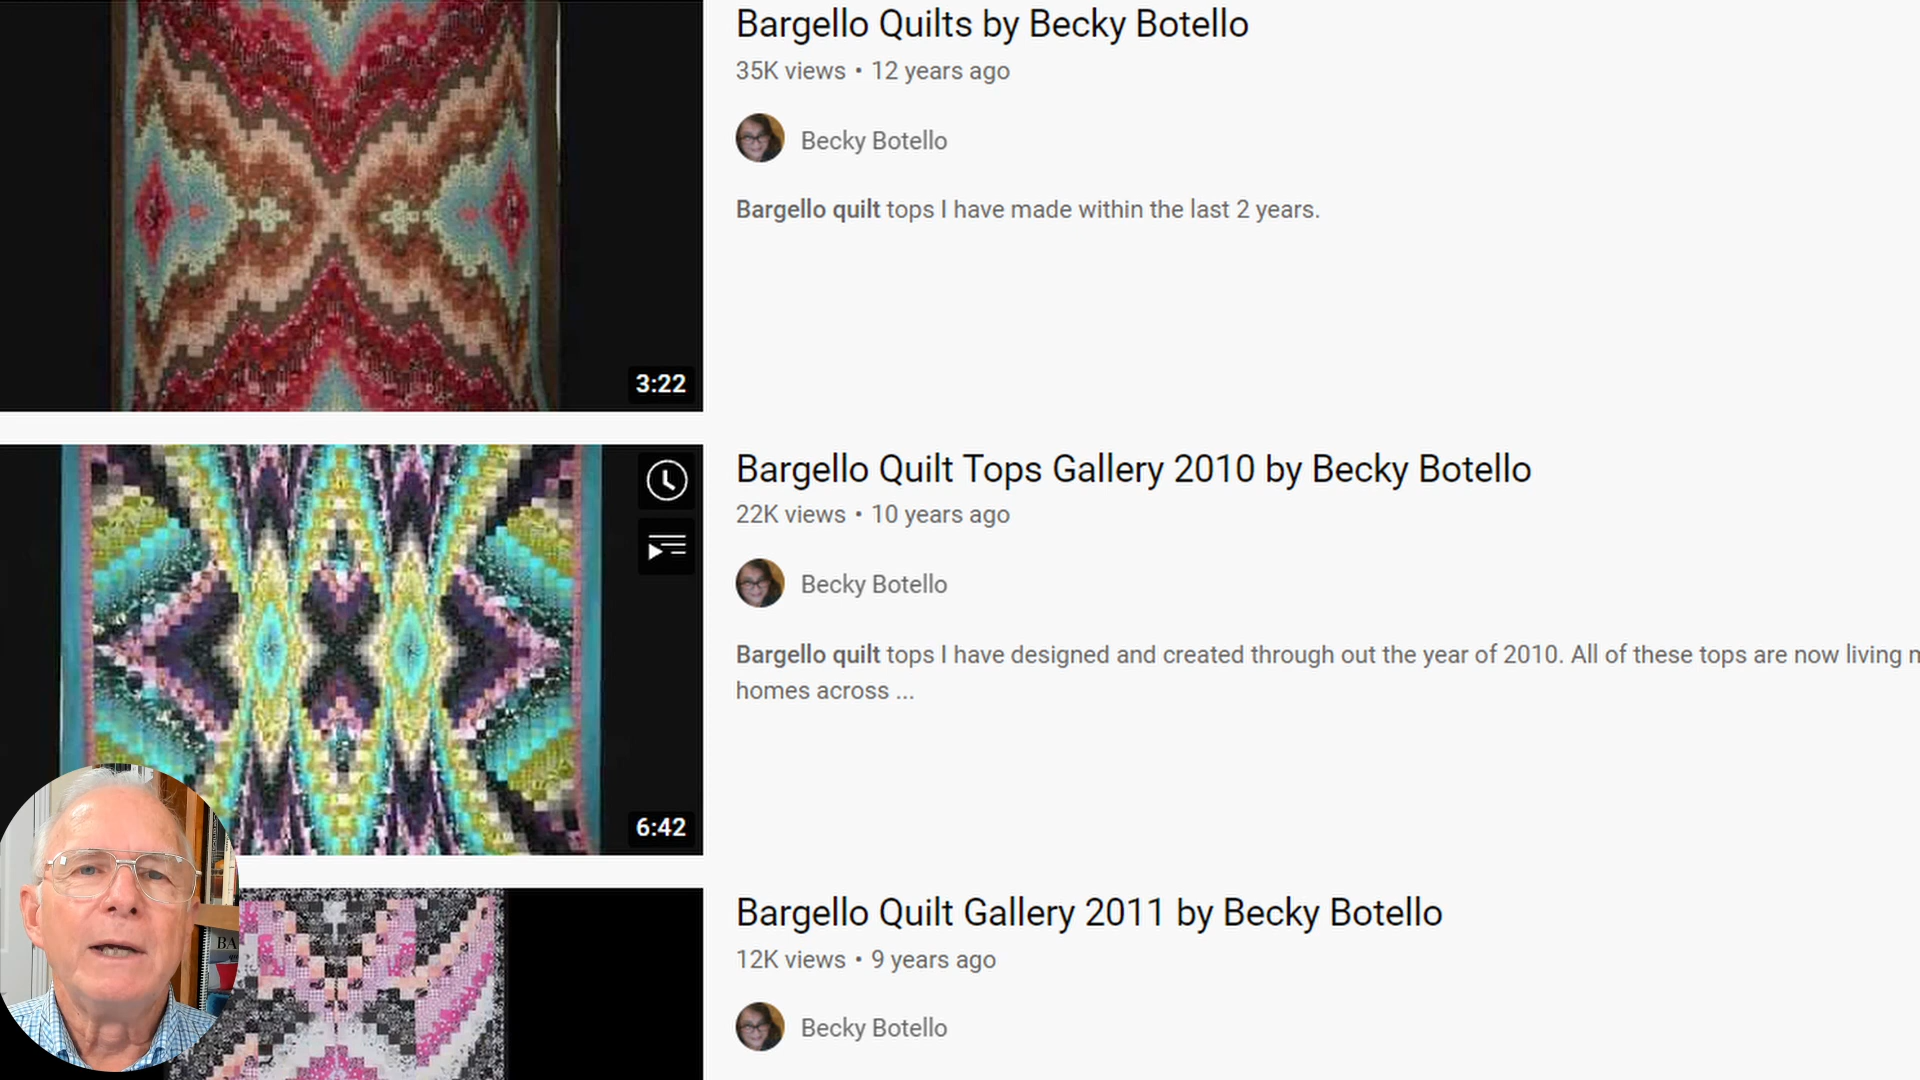 Bargello Quilts by Becky Botello
35K views • 12 years ago
Becky Botello
Bargello quilt tops I have made within the last 2 years.
3:22
Bargello Quilt Tops Gallery 2010 by Becky Botello
22K views • 10 years ago
Becky Botello
Bargello quilt tops I have designed and created through out the year of 2010. All of these tops are now living
homes across ...
6:42
Bargello Quilt Gallery 2011 by Becky Botello
12K views • 9 years ago
Becky Botello
BA